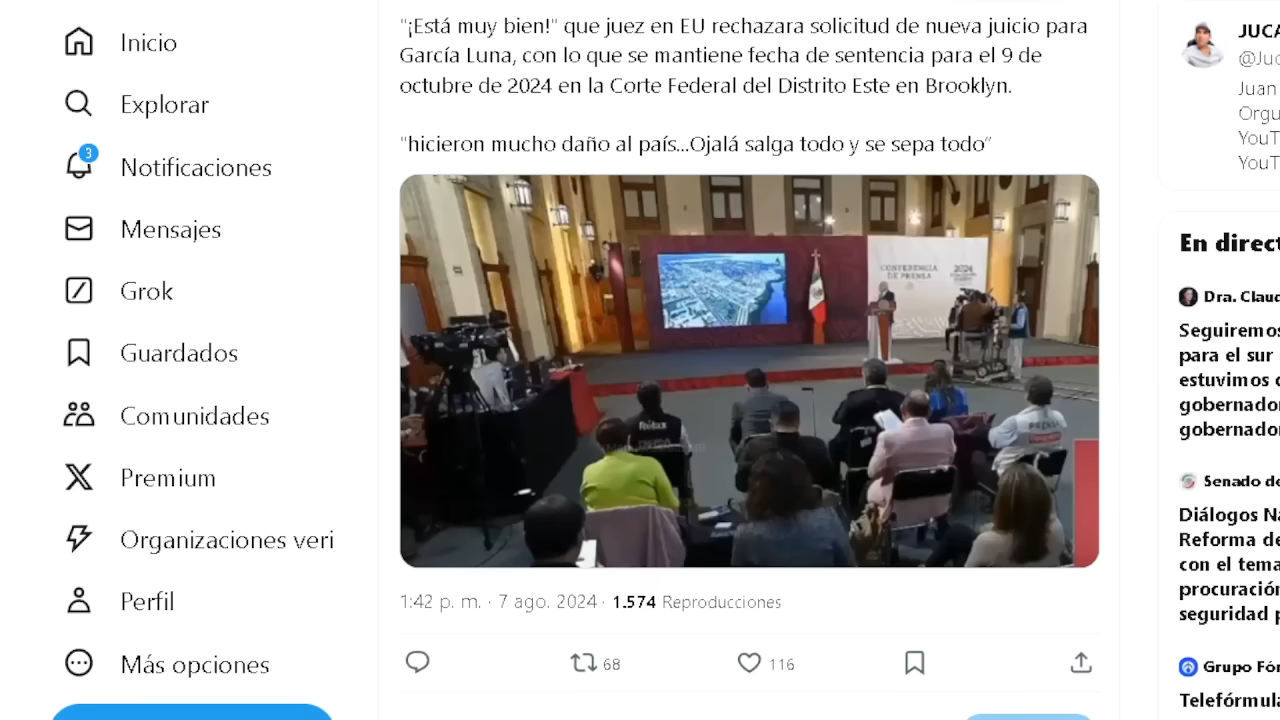 Inicio
Explorar
3
Notificaciones
Mensajes
Grok
Guardados
Comunidades
Premium
Organizaciones veri
Perfil
Más opciones
"¡Está muy bien!" que juez en EU rechazara solicitud de nueva juicio para
García Luna, con lo que se mantiene fecha de sentencia para el 9 de
octubre de 2024 en la Corte Federal del Distrito Este en Brooklyn.
"hicieron mucho daño al país...Ojalá salga todo y se sepa todo"
CONFERENCIA
DE PRENSA
2024
PRENSA
1:42 p. m. · 7 ago. 2024 · 1.574 Reproducciones
68
116
JUCA
@Juc
Juan
Orgu
YouT
YouT
En direct
Dra. Clau
Seguiremos
para el sur
estuvimos c
gobernador
gobernador
Senado de
Diálogos Na
Reforma de
con el tema
procuración
seguridad p
Grupo Fór
Telefórmula